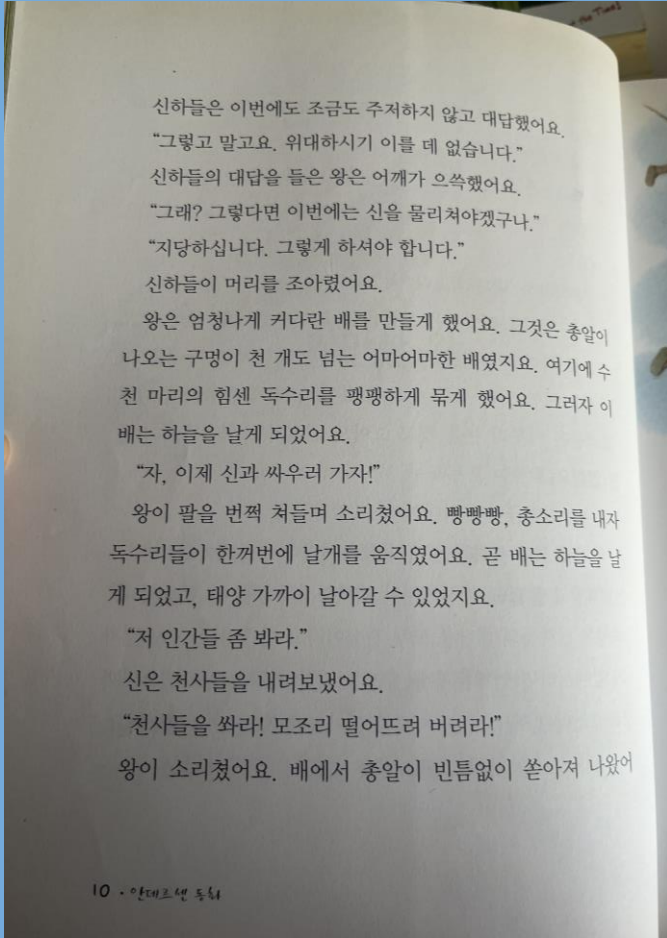 the Time!
신하들은 이번에도 조금도 주저하지 않고 대답했어요.
“그렇고 말고요. 위대하시기 이를 데 없습니다.”
신하들의 대답을 들은 왕은 어깨가 으쓱했어요.
“그래? 그렇다면 이번에는 신을 물리쳐야겠구나.”
“지당하십니다. 그렇게 하셔야 합니다.”
신하들이 머리를 조아렸어요.
왕은 엄청나게 커다란 배를 만들게 했어요. 그것은 총알이
나오는 구멍이 천 개도 넘는 어마어마한 배였지요. 여기에 수
천 마리의 힘센 독수리를 팽팽하게 묶게 했어요. 그러자 이
배는 하늘을 날게 되었어요.
“자, 이제 신과 싸우러 가자!”
왕이 팔을 번쩍 쳐들며 소리쳤어요. 빵빵빵, 총소리를 내자
독수리들이 한꺼번에 날개를 움직였어요. 곧 배는 하늘을 날
게 되었고, 태양 가까이 날아갈 수 있었지요.
“저 인간들 좀 봐라.”
신은 천사들을 내려보냈어요.
“천사들을 쏴라! 모조리 떨어뜨려 버려라!”
왕이 소리쳤어요. 배에서 총알이 빈틈없이 쏟아져 나왔어
10 · 안데르센 동화